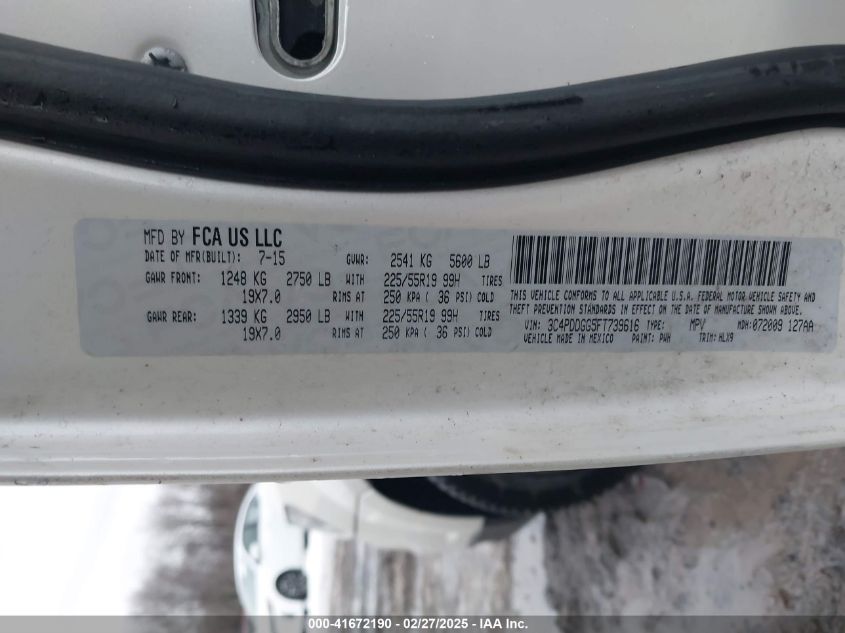 MFD BY FCA US LLC
DATE OF MFR(BUILT): 7-15 GVWR: 2541 KG 5600 LB
GAWR FRONT: 1248 KG 2750 LB WITH 225/55R19 99H TIRES
19X7.0 RIMS AT 250 KPA ( 36 PSI) COLD
GAWR REAR: 1339 KG 2950 LB WITH 225/55R19 99H TIRES
19X7.0 RIMS AT 250 KPA ( 36 PSI) COLD
THIS VEHICLE CONFORMS TO ALL APPLICABLE U.S.A. FEDERAL MOTOR VEHICLE SAFETY AND
THEFT PREVENTION STANDARDS IN EFFECT ON THE DATE OF MANUFACTURE SHOWN ABOVE.
VIN: 3C4PDDGG5FT739616 TYPE: MPV MDH:072009 127AA
VEHICLE MADE IN MEXICO PAINT: PWH TRIM:HLX9
000-41672190 - 02/27/2025 - IAA Inc.